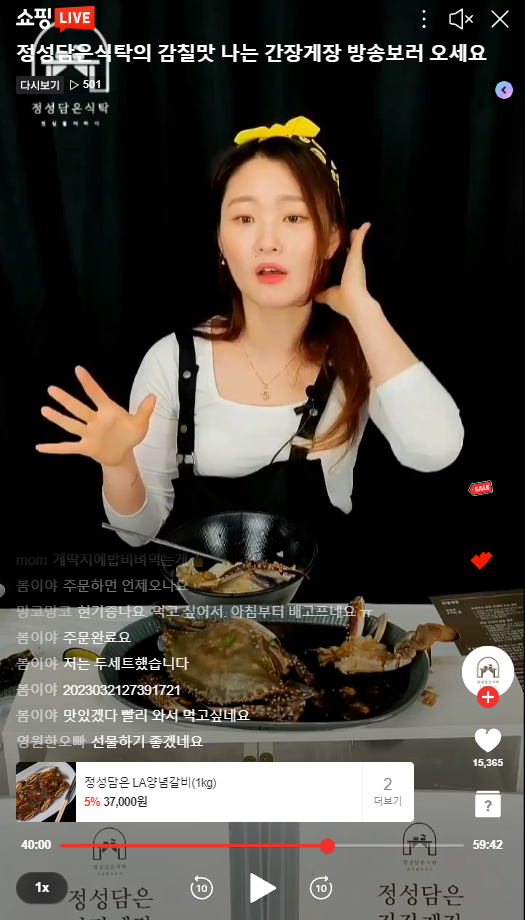 쇼핑 LIVE
정성담은식탁의 감칠맛 나는 간장게장 방송보러 오세요
다시보기 ▷ 501
정성담은식탁
SALE
mom 게딱지에밥비벼먹는게
봄이야 주문하면 언제오나요
망고망고 현기증나요. 먹고 싶어서. 아침부터 배고프네요 ㅠ
봄이야 주문완료요
봄이야 저는 두세트했습니다
봄이야 2023032127391721
봄이야 맛있겠다 빨리 와서 먹고싶네요
영원한오빠 선물하기 좋겠네요
15,365
정성담은 LA양념갈비(1kg)
5% 37,000원
2
더보기
?
40:00
59:42
1x
10
10
정성담은
정성담은